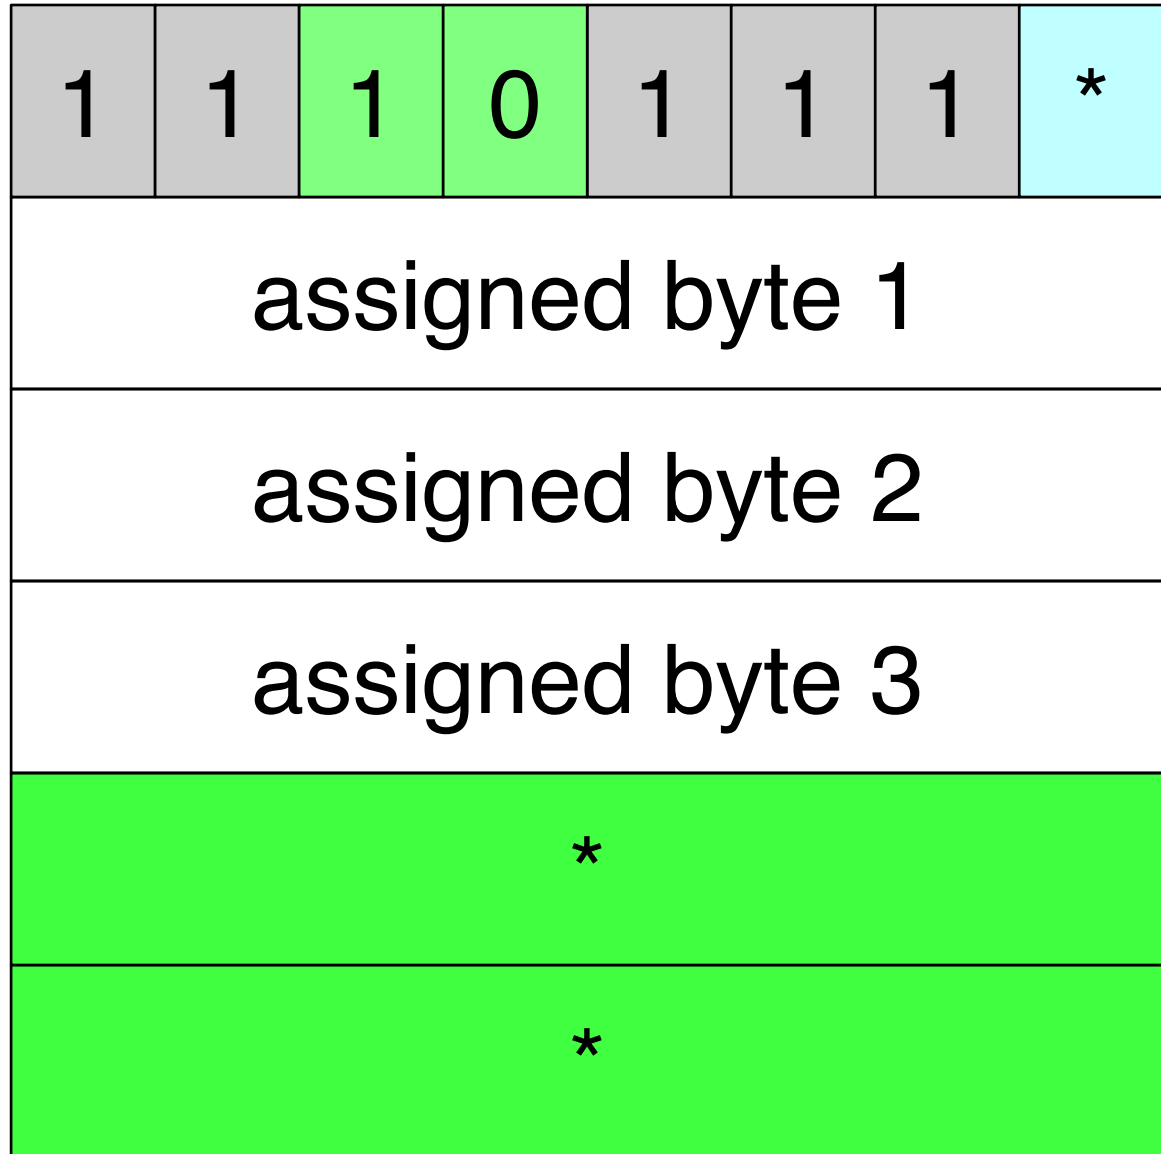 1 1 1 0 1 1 1 *
assigned byte 1
assigned byte 2
assigned byte 3
*
*